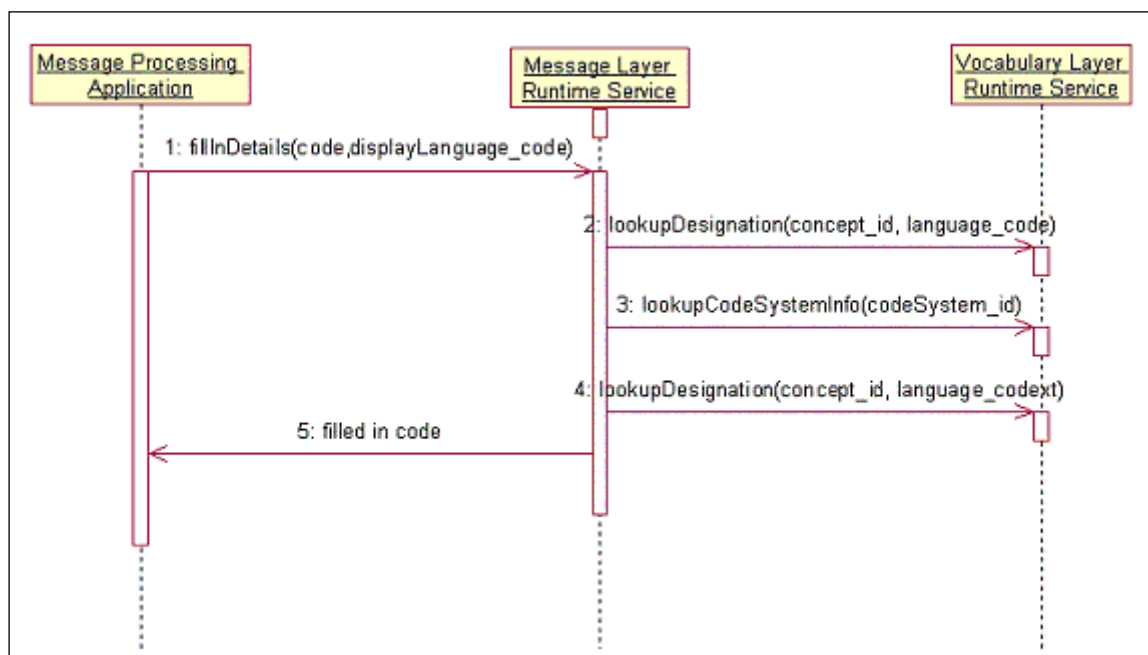 Message Processing
Application
Message Layer
Runtime Service
Vocabulary Layer
Runtime Service
1: fillInDetails(code,displayLanguage_code)
2: lookupDesignation(concept_id, language_code)
3: lookupCodeSystemInfo(codeSystem_id)
4: lookupDesignation(concept_id, language_codext)
5: filled in code